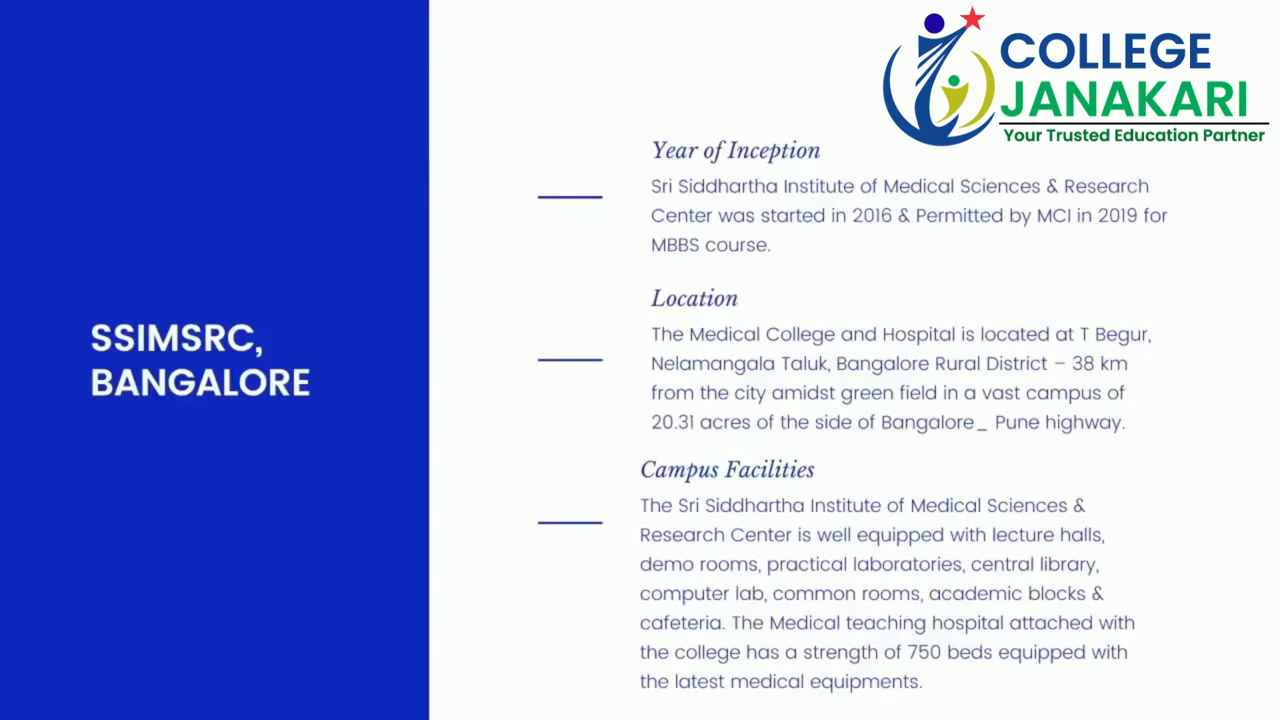 COLLEGE
JANAKARI
Your Trusted Education Partner
SSIMSRC,
BANGALORE
Year of Inception
Sri Siddhartha Institute of Medical Sciences & Research
Center was started in 2016 & Permitted by MCI in 2019 for
MBBS course.
Location
The Medical College and Hospital is located at T Begur,
Nelamangala Taluk, Bangalore Rural District – 38 km
from the city amidst green field in a vast campus of
20.31 acres of the side of Bangalore_ Pune highway.
Campus Facilities
The Sri Siddhartha Institute of Medical Sciences &
Research Center is well equipped with lecture halls,
demo rooms, practical laboratories, central library,
computer lab, common rooms, academic blocks &
cafeteria. The Medical teaching hospital attached with
the college has a strength of 750 beds equipped with
the latest medical equipments.